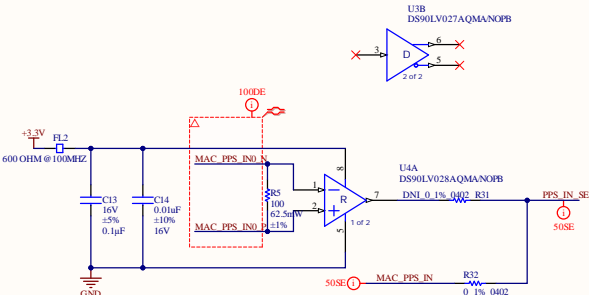 U3B
DS90LV027AQMA/NOPB
3
D
6
5
2 of 2
100DE
i
+3.3V
FL2
600 OHM @100MHZ
MAC_PPS_IN0_N
C13
16V
±5%
0.1µF
C14
0.01uF
±10%
16V
R5
100
62.5mW
±1%
MAC_PPS_IN0_P
1
2
8
R
5
1 of 2
U4A
DS90LV028AQMA/NOPB
7
DNI_0_1%_0402 R31
PPS_IN_SE
i
50SE
GND
50SE i
MAC_PPS_IN
R32
0_1%_0402